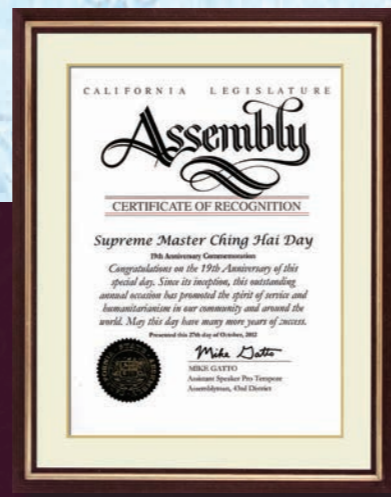 CALIFORNIA LEGISLATURE
Assembly
CERTIFICATE OF RECOGNITION
Supreme Master Ching Hai Day
19th Anniversary Commemoration
Congratulations on the 19th Anniversary of this
special day. Since its inception, this outstanding
annual occasion has promoted the spirit of service and
humanitarianism in our community and around the
world. May this day have many more years of success.
Presented this 27th day of October, 2012
Mike Gatto
MIKE GATTO
Assistant Speaker Pro Tempore
Assemblyman, 43rd District